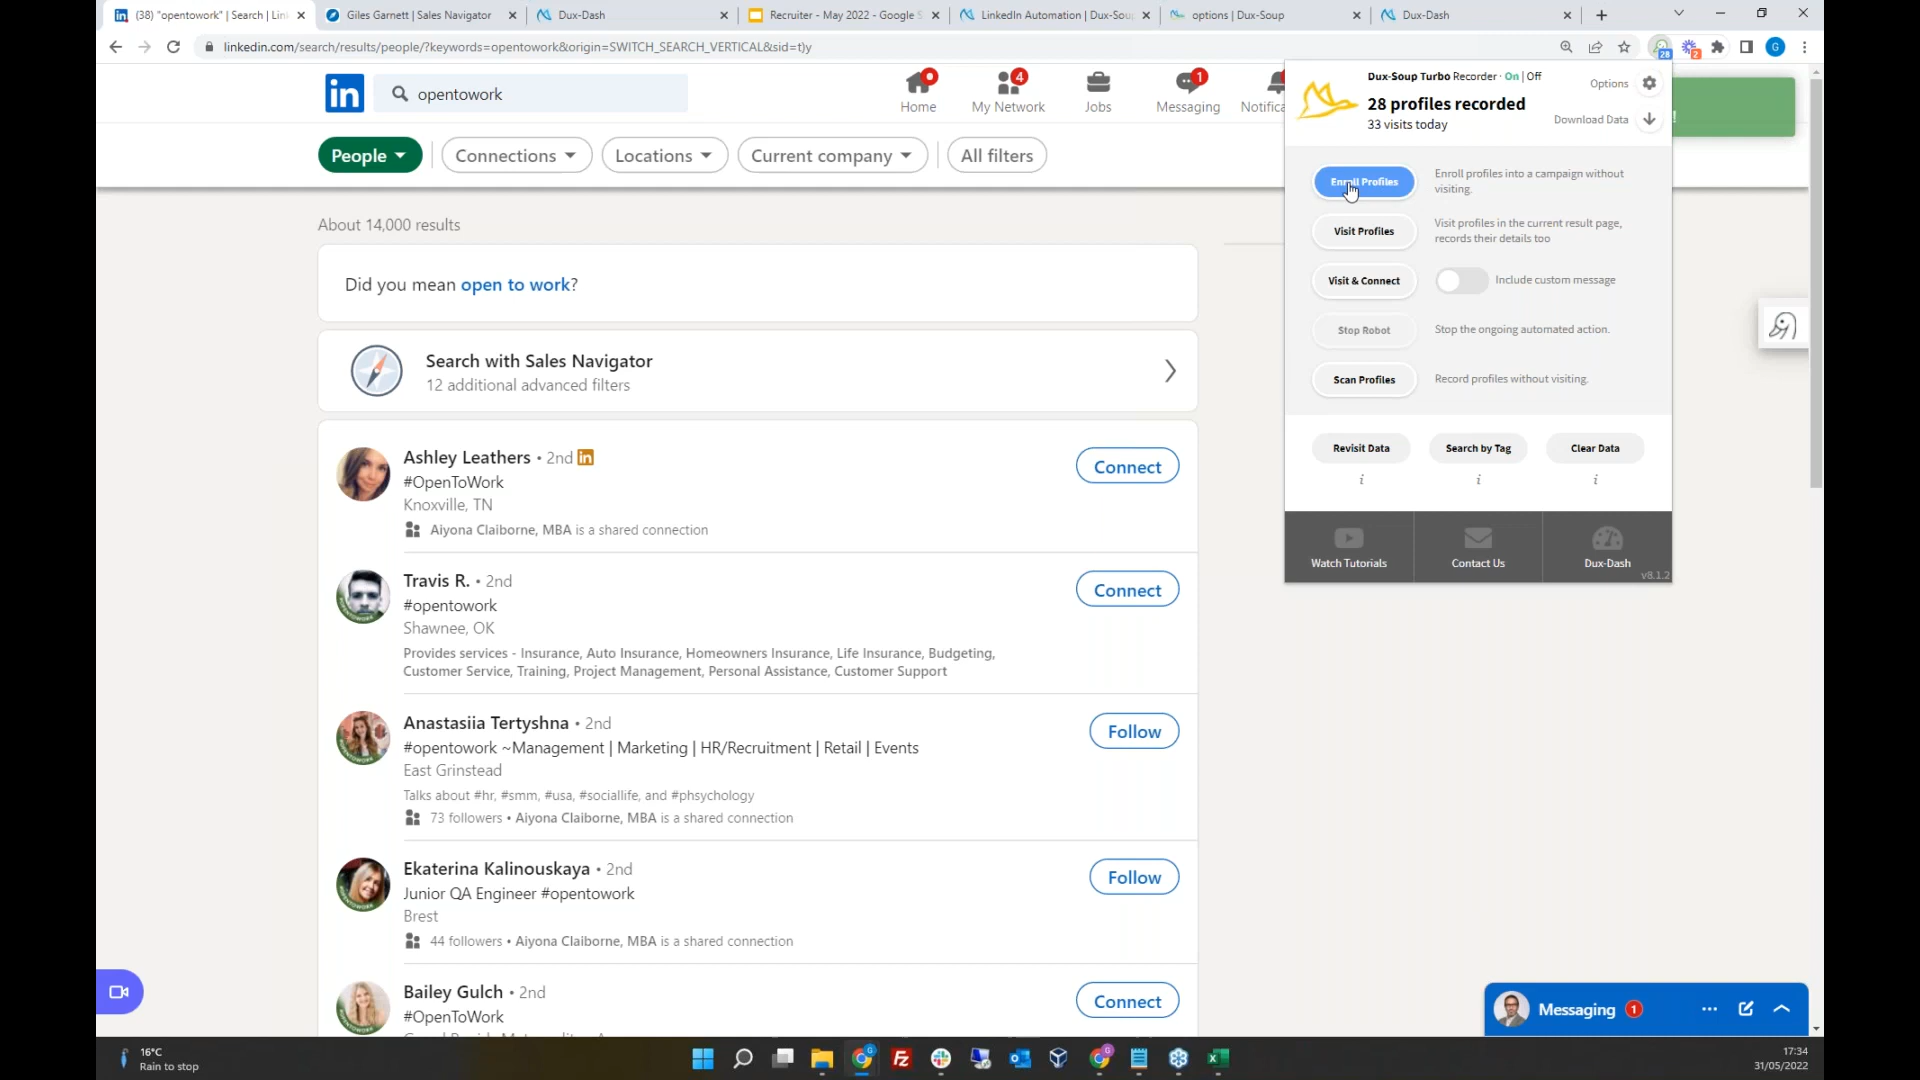 (38) "opentowork" | Search | Lin
Giles Garnett | Sales Navigator
Dux-Dash
Recruiter - May 2022 - Google S
LinkedIn Automation | Dux-Sou
options | Dux-Soup
Dux-Dash
linkedin.com/search/results/people/?keywords=opentowork&origin=SWITCH_SEARCH_VERTICAL&sid=t)y
28
2
G
in
opentowork
Home
4
My Network
Jobs
1
Messaging
Notifica
People
Connections
Locations
Current company
All filters
About 14,000 results
Did you mean open to work?
Search with Sales Navigator
12 additional advanced filters
Ashley Leathers • 2nd in
#OpenToWork
Knoxville, TN
Aiyona Claiborne, MBA is a shared connection
Connect
Travis R. • 2nd
#opentowork
Shawnee, OK
Provides services - Insurance, Auto Insurance, Homeowners Insurance, Life Insurance, Budgeting,
Customer Service, Training, Project Management, Personal Assistance, Customer Support
Connect
Anastasiia Tertyshna • 2nd
#opentowork ~Management | Marketing | HR/Recruitment | Retail | Events
East Grinstead
Talks about #hr, #smm, #usa, #sociallife, and #phsychology
73 followers • Aiyona Claiborne, MBA is a shared connection
Follow
Ekaterina Kalinouskaya • 2nd
Junior QA Engineer #opentowork
Brest
44 followers • Aiyona Claiborne, MBA is a shared connection
Follow
Bailey Gulch • 2nd
#OpenToWork
Connect
Dux-Soup Turbo Recorder · On | Off
28 profiles recorded
33 visits today
Options
Download Data
!
Enroll Profiles
Enroll profiles into a campaign without
visiting.
Visit Profiles
Visit profiles in the current result page,
records their details too
Visit & Connect
Include custom message
Stop Robot
Stop the ongoing automated action.
Scan Profiles
Record profiles without visiting.
Revisit Data
Search by Tag
Clear Data
i
i
i
Watch Tutorials
Contact Us
Dux-Dash
v8.1.2
Messaging 1
16°C
Rain to stop
17:34
31/05/2022